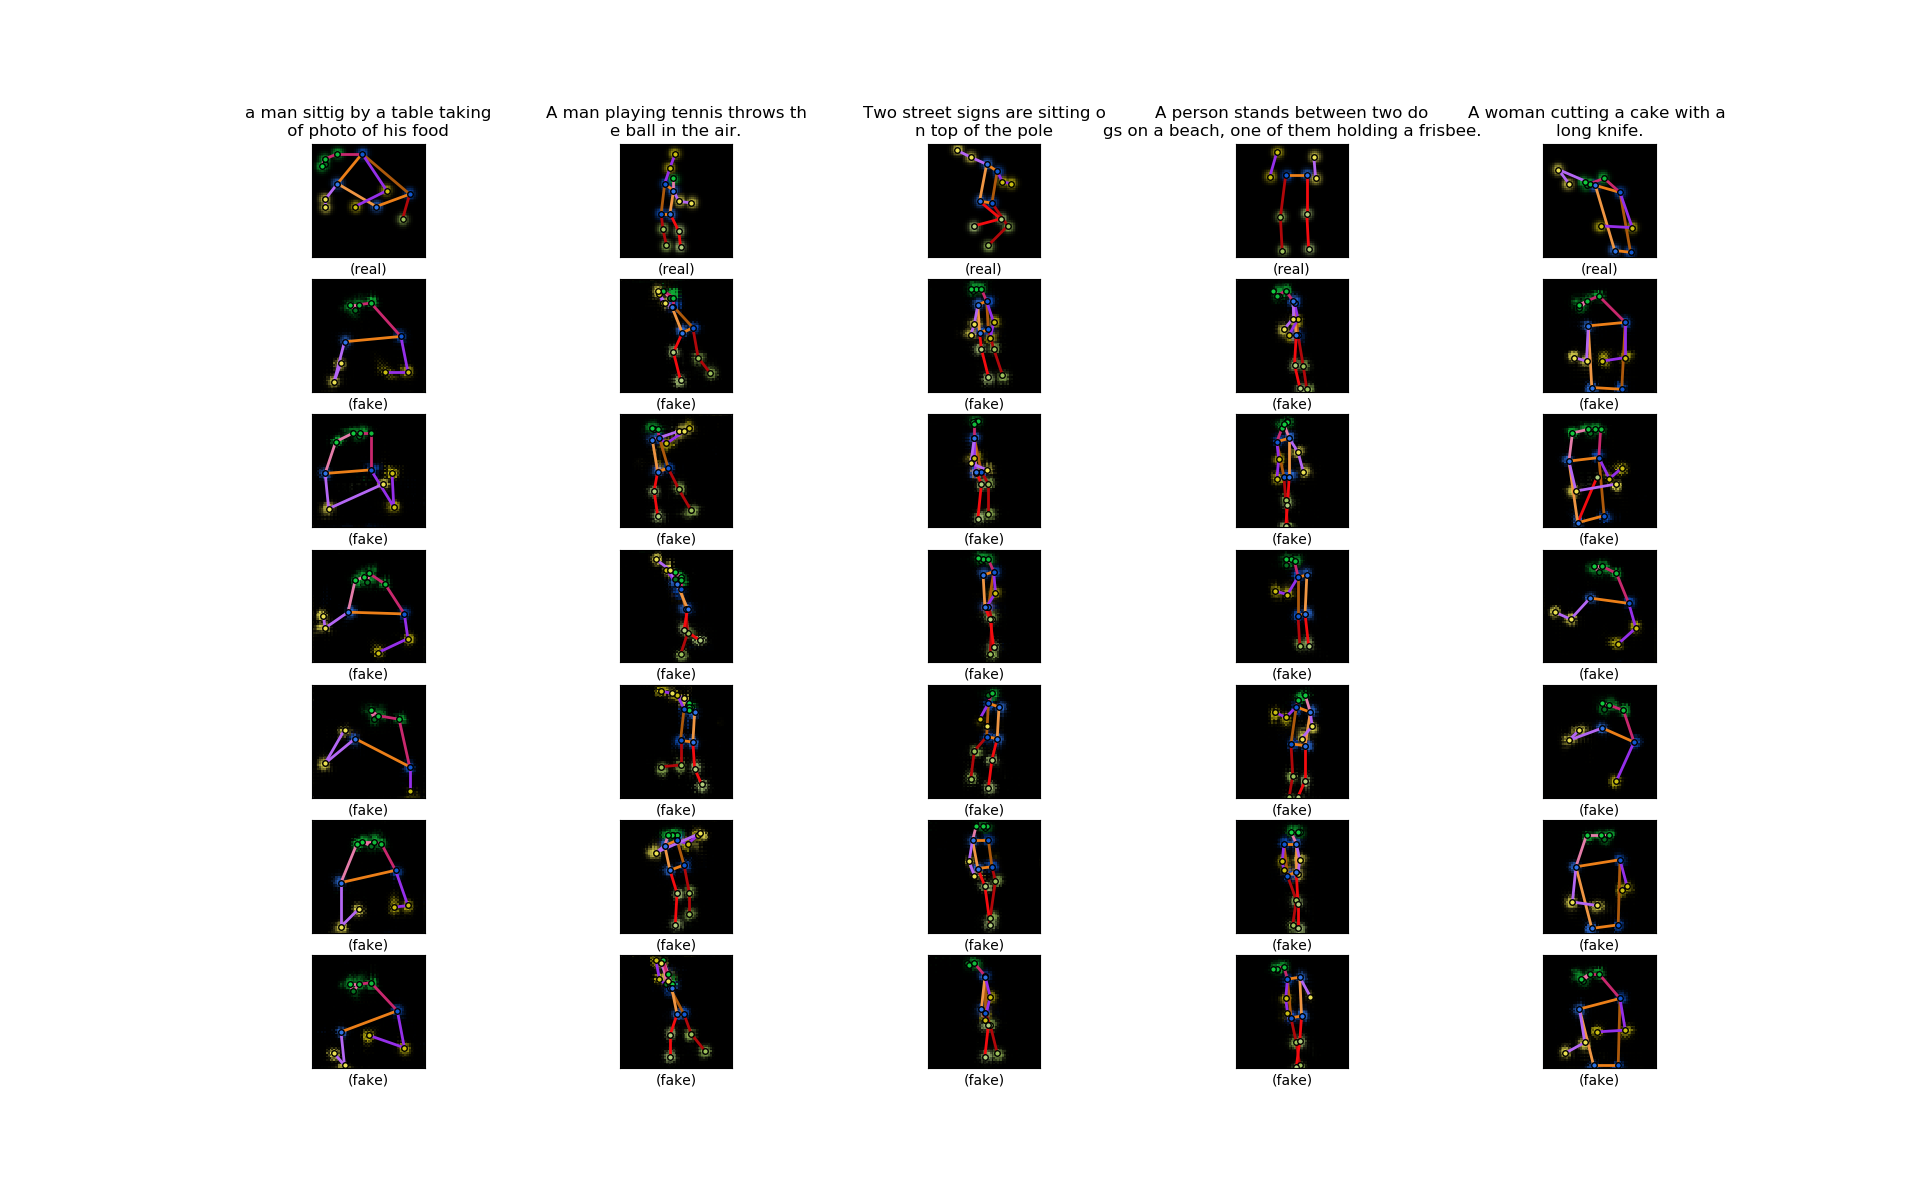 a man sittig by a table taking
of photo of his food
A man playing tennis throws th
e ball in the air.
Two street signs are sitting o
n top of the pole
A person stands between two do
gs on a beach, one of them holding a frisbee.
A woman cutting a cake with a
long knife.
(real) (real) (real) (real) (real)
(fake) (fake) (fake) (fake) (fake)
(fake) (fake) (fake) (fake) (fake)
(fake) (fake) (fake) (fake) (fake)
(fake) (fake) (fake) (fake) (fake)
(fake) (fake) (fake) (fake) (fake)
(fake) (fake) (fake) (fake) (fake)